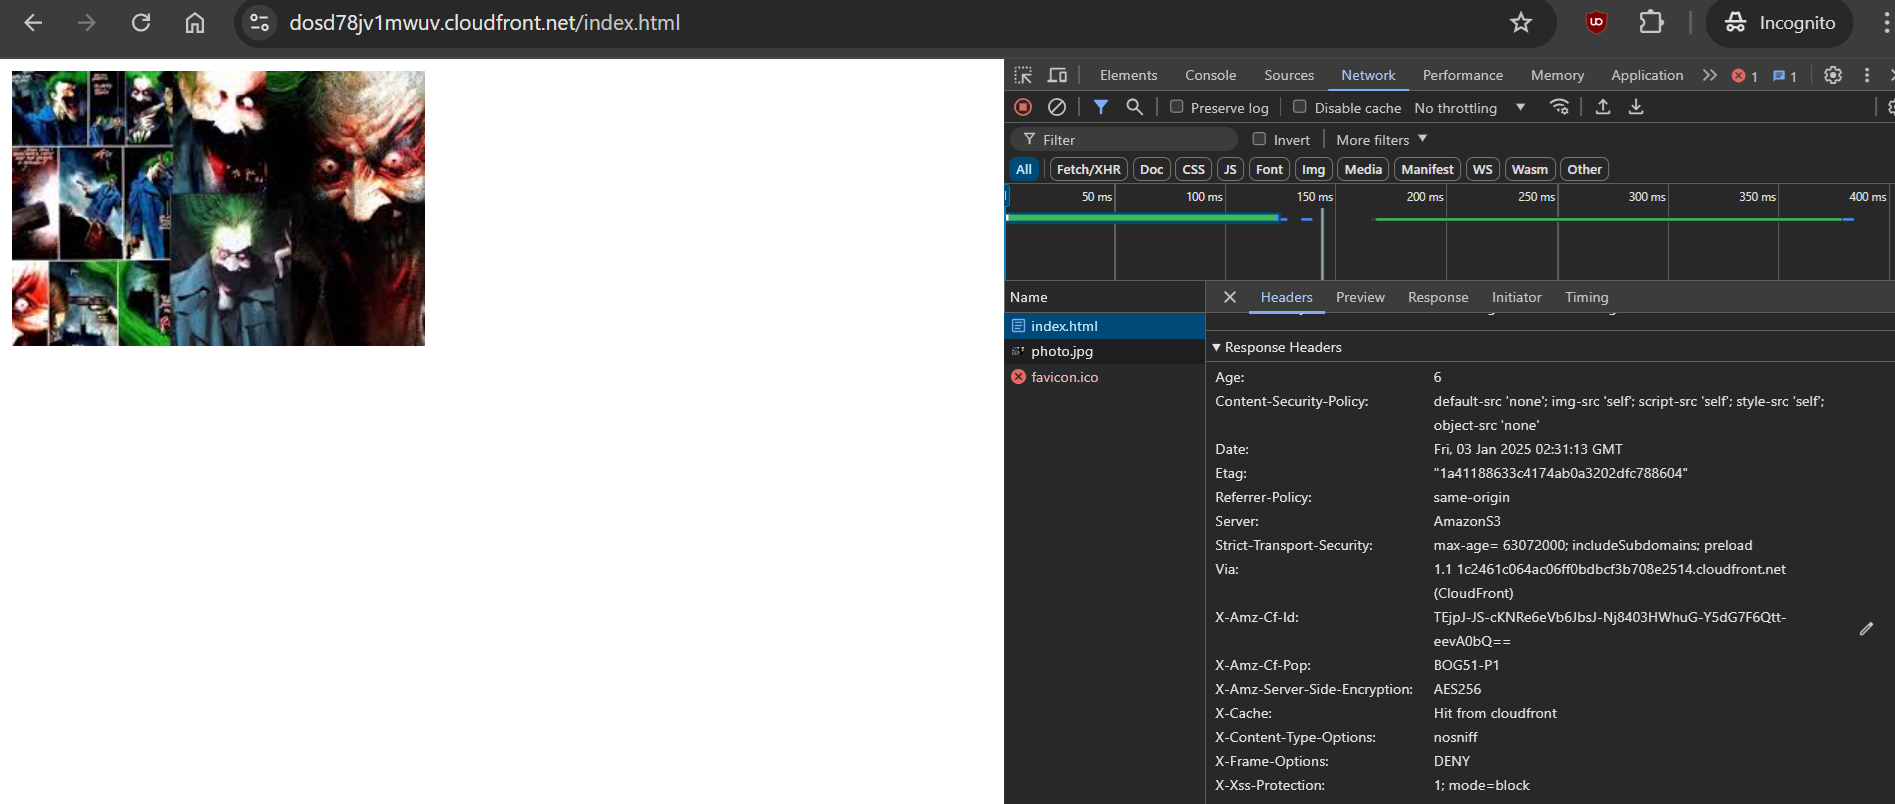 dosd78jv1mwuv.cloudfront.net/index.html
Incognito
Elements Console Sources Network Performance Memory Application 1 1
Preserve log Disable cache No throttling
Filter Invert More filters
All Fetch/XHR Doc CSS JS Font Img Media Manifest WS Wasm Other
50 ms 100 ms 150 ms 200 ms 250 ms 300 ms 350 ms 400 ms
Name Headers Preview Response Initiator Timing
index.html
photo.jpg
favicon.ico
Response Headers
Age: 6
Content-Security-Policy: default-src 'none'; img-src 'self'; script-src 'self'; style-src 'self';
object-src 'none'
Date: Fri, 03 Jan 2025 02:31:13 GMT
Etag: "1a41188633c4174ab0a3202dfc788604"
Referrer-Policy: same-origin
Server: AmazonS3
Strict-Transport-Security: max-age= 63072000; includeSubdomains; preload
Via: 1.1 1c2461c064ac06ff0bdbcf3b708e2514.cloudfront.net
(CloudFront)
X-Amz-Cf-Id: TEjpJ-JS-cKNRe6eVb6JbsJ-Nj8403HWhuG-Y5dG7F6Qtt-
eevA0bQ==
X-Amz-Cf-Pop: BOG51-P1
X-Amz-Server-Side-Encryption: AES256
X-Cache: Hit from cloudfront
X-Content-Type-Options: nosniff
X-Frame-Options: DENY
X-Xss-Protection: 1; mode=block